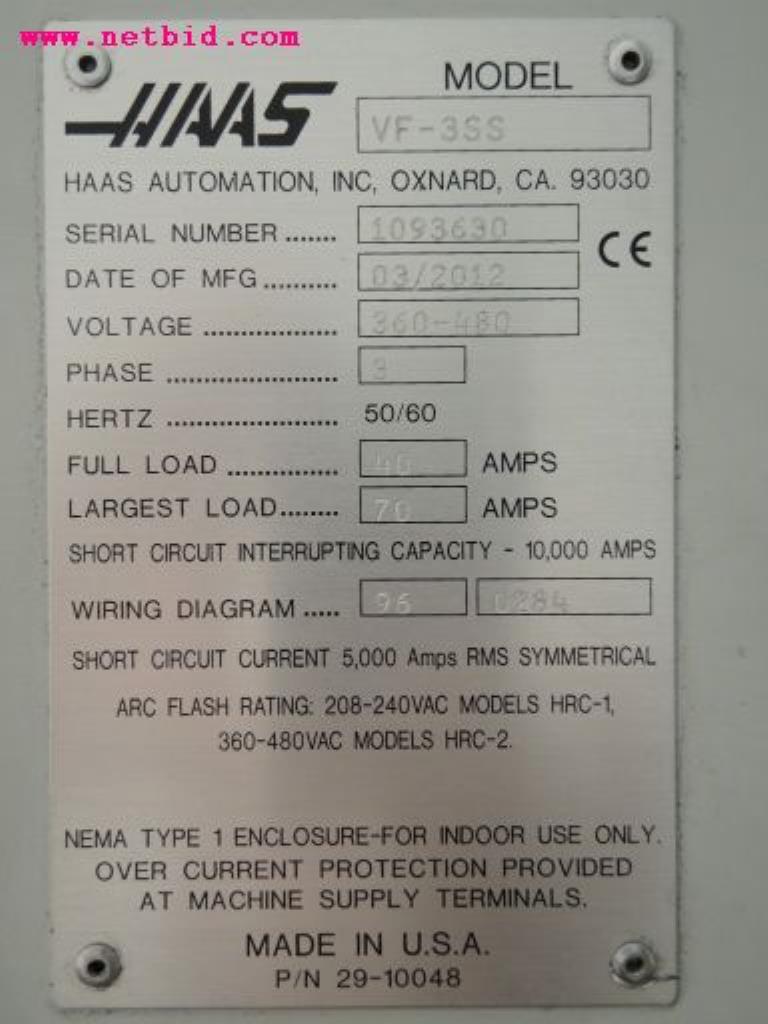 www.netbid.com
HAAS
MODEL
VF-3SS
HAAS AUTOMATION, INC, OXNARD, CA. 93030
SERIAL NUMBER ....... 1093630 CE
DATE OF MFG .......... 03/2012
VOLTAGE .................. 360-480
PHASE ....................... 3
HERTZ ....................... 50/60
FULL LOAD ............... 40 AMPS
LARGEST LOAD ........ 70 AMPS
SHORT CIRCUIT INTERRUPTING CAPACITY - 10,000 AMPS
WIRING DIAGRAM ..... 96 0284
SHORT CIRCUIT CURRENT 5,000 Amps RMS SYMMETRICAL
ARC FLASH RATING: 208-240VAC MODELS HRC-1,
360-480VAC MODELS HRC-2.
NEMA TYPE 1 ENCLOSURE-FOR INDOOR USE ONLY.
OVER CURRENT PROTECTION PROVIDED
AT MACHINE SUPPLY TERMINALS.
MADE IN U.S.A.
P/N 29-10048